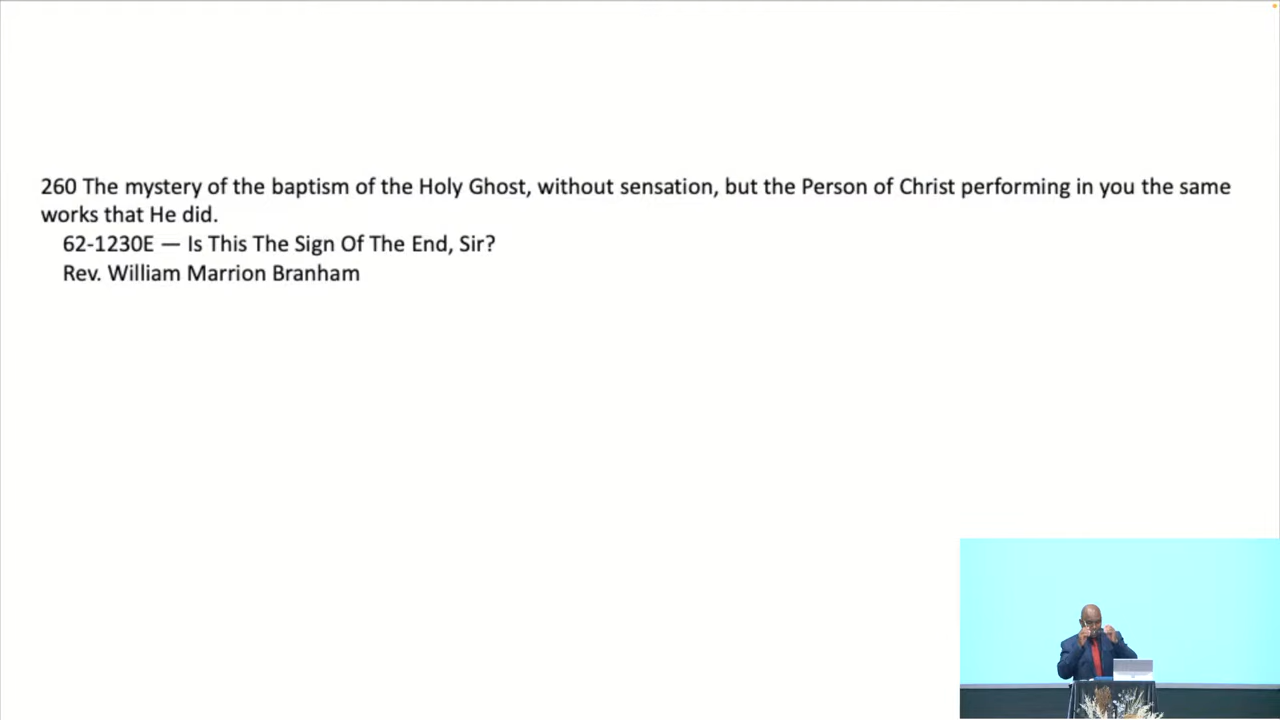 260 The mystery of the baptism of the Holy Ghost, without sensation, but the Person of Christ performing in you the same
works that He did.
62-1230E — Is This The Sign Of The End, Sir?
Rev. William Marrion Branham